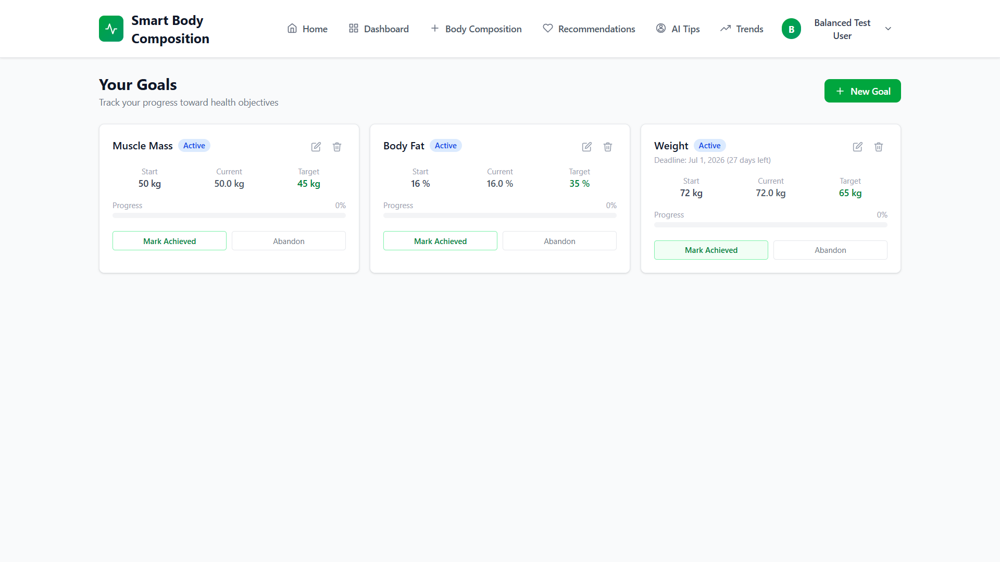 Smart Body
Composition
Home
Dashboard
Body Composition
Recommendations
AI Tips
Trends
B
Balanced Test
User
Your Goals
Track your progress toward health objectives
New Goal
Muscle Mass
Active
Start
Current
Target
50 kg
50.0 kg
45 kg
Progress
0%
Mark Achieved
Abandon
Body Fat
Active
Start
Current
Target
16 %
16.0 %
35 %
Progress
0%
Mark Achieved
Abandon
Weight
Active
Deadline: Jul 1, 2026 (27 days left)
Start
Current
Target
72 kg
72.0 kg
65 kg
Progress
0%
Mark Achieved
Abandon